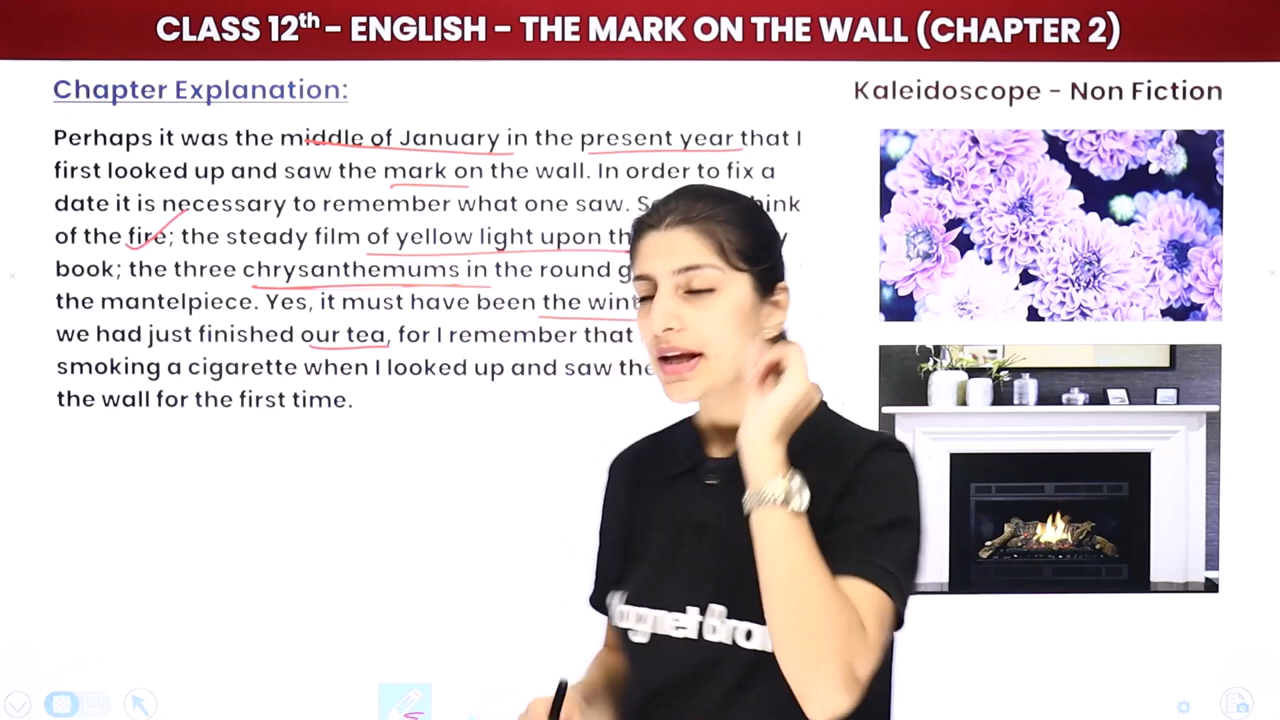 CLASS 12th - ENGLISH - THE MARK ON THE WALL (CHAPTER 2)
Chapter Explanation:
Kaleidoscope - Non Fiction
Perhaps it was the middle of January in the present year that I
first looked up and saw the mark on the wall. In order to fix a
date it is necessary to remember what one saw.
of the fire; the steady film of yellow light upon
book; the three chrysanthemums in the round
the mantelpiece. Yes, it must have been the
we had just finished our tea, for I remember that
smoking a cigarette when I looked up and saw
the wall for the first time.